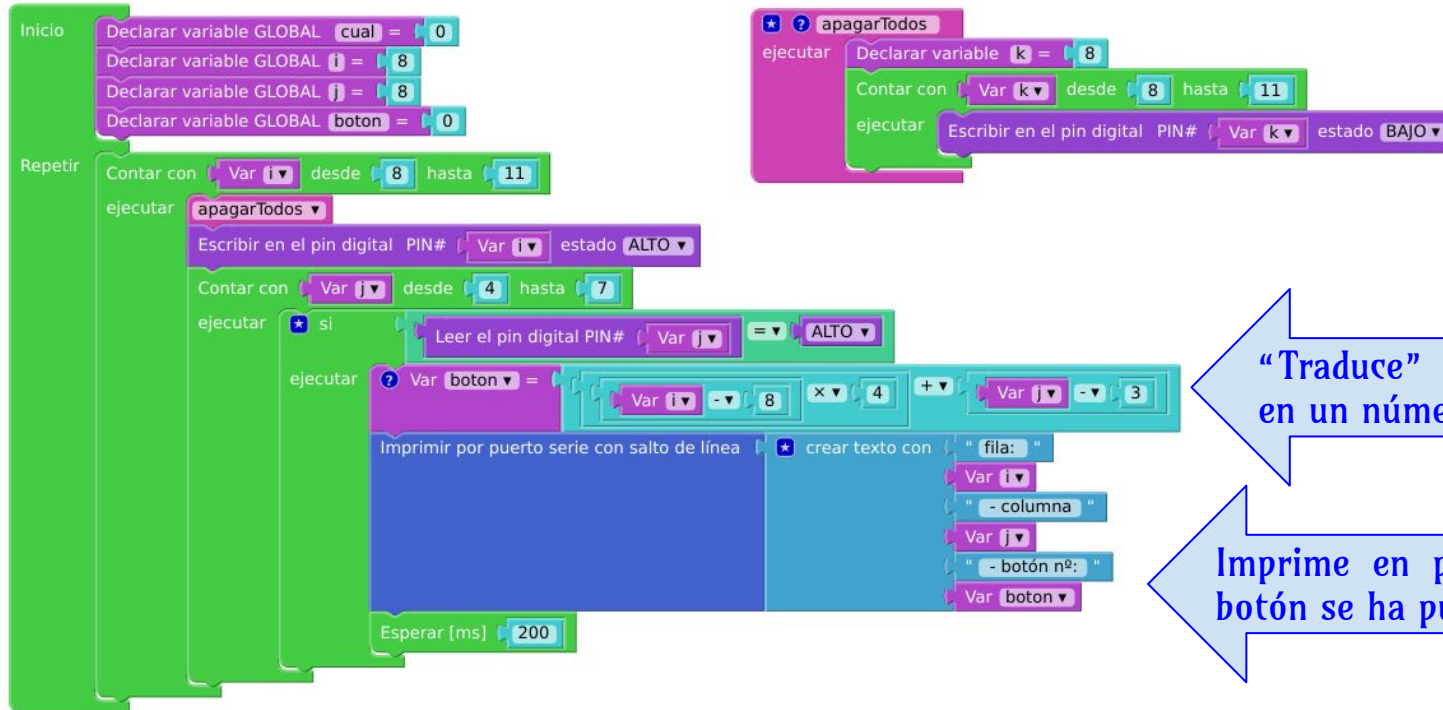 Inicio
Declarar variable GLOBAL cual = 0
Declarar variable GLOBAL i = 8
Declarar variable GLOBAL j = 8
Declarar variable GLOBAL boton = 0
Repetir
Contar con Var i desde 8 hasta 11
ejecutar apagarTodos
Escribir en el pin digital PIN# Var i estado ALTO
Contar con Var j desde 4 hasta 7
ejecutar si Leer el pin digital PIN# Var j = ALTO
ejecutar ? Var boton = Var i - 8 × 4 + Var j - 3
Imprimir por puerto serie con salto de línea crear texto con " fila: "
Var i
" - columna "
Var j
" - botón nº: "
Var boton
Esperar [ms] 200
? apagarTodos
ejecutar Declarar variable k = 8
Contar con Var k desde 8 hasta 11
ejecutar Escribir en el pin digital PIN# Var k estado BAJO
“Traduce”
en un núme
Imprime en p
botón se ha pu